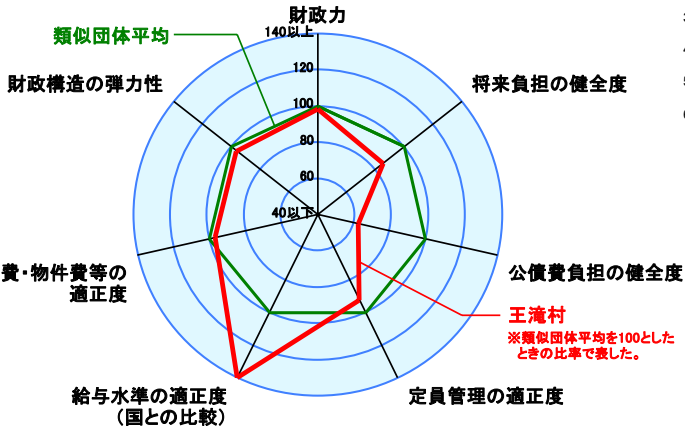 財政力
140以上
類似団体平均
120
財政構造の弾力性
将来負担の健全度
100
80
60
40以下
費・物件費等の
適正度
公債費負担の健全度
王滝村
※類似団体平均を100とした
ときの比率で表した。
給与水準の適正度
（国との比較）
定員管理の適正度